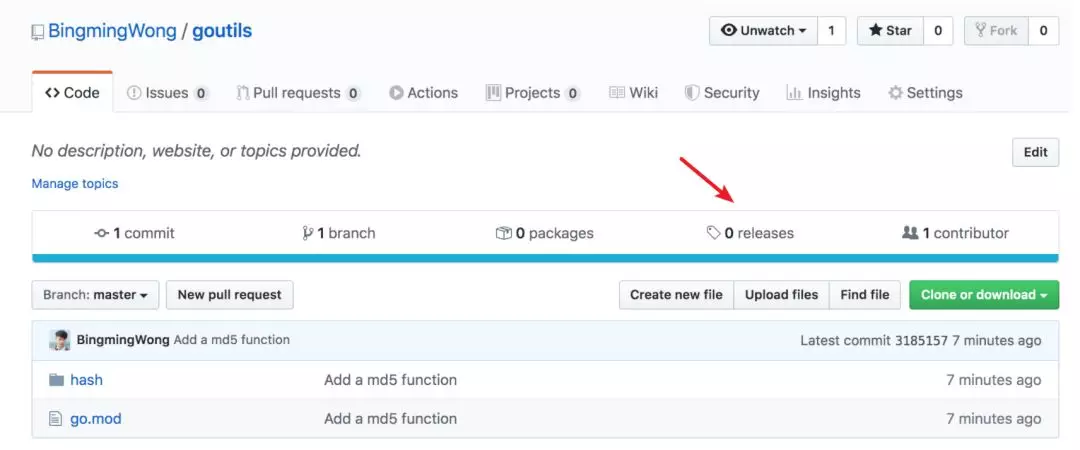 BingmingWong / goutils
Unwatch 1 Star 0 Fork 0
Code Issues 0 Pull requests 0 Actions Projects 0 Wiki Security Insights Settings
No description, website, or topics provided.
Edit
Manage topics
1 commit 1 branch 0 packages 0 releases 1 contributor
Branch: master New pull request Create new file Upload files Find file Clone or download
BingmingWong Add a md5 function Latest commit 3185157 7 minutes ago
hash Add a md5 function 7 minutes ago
go.mod Add a md5 function 7 minutes ago